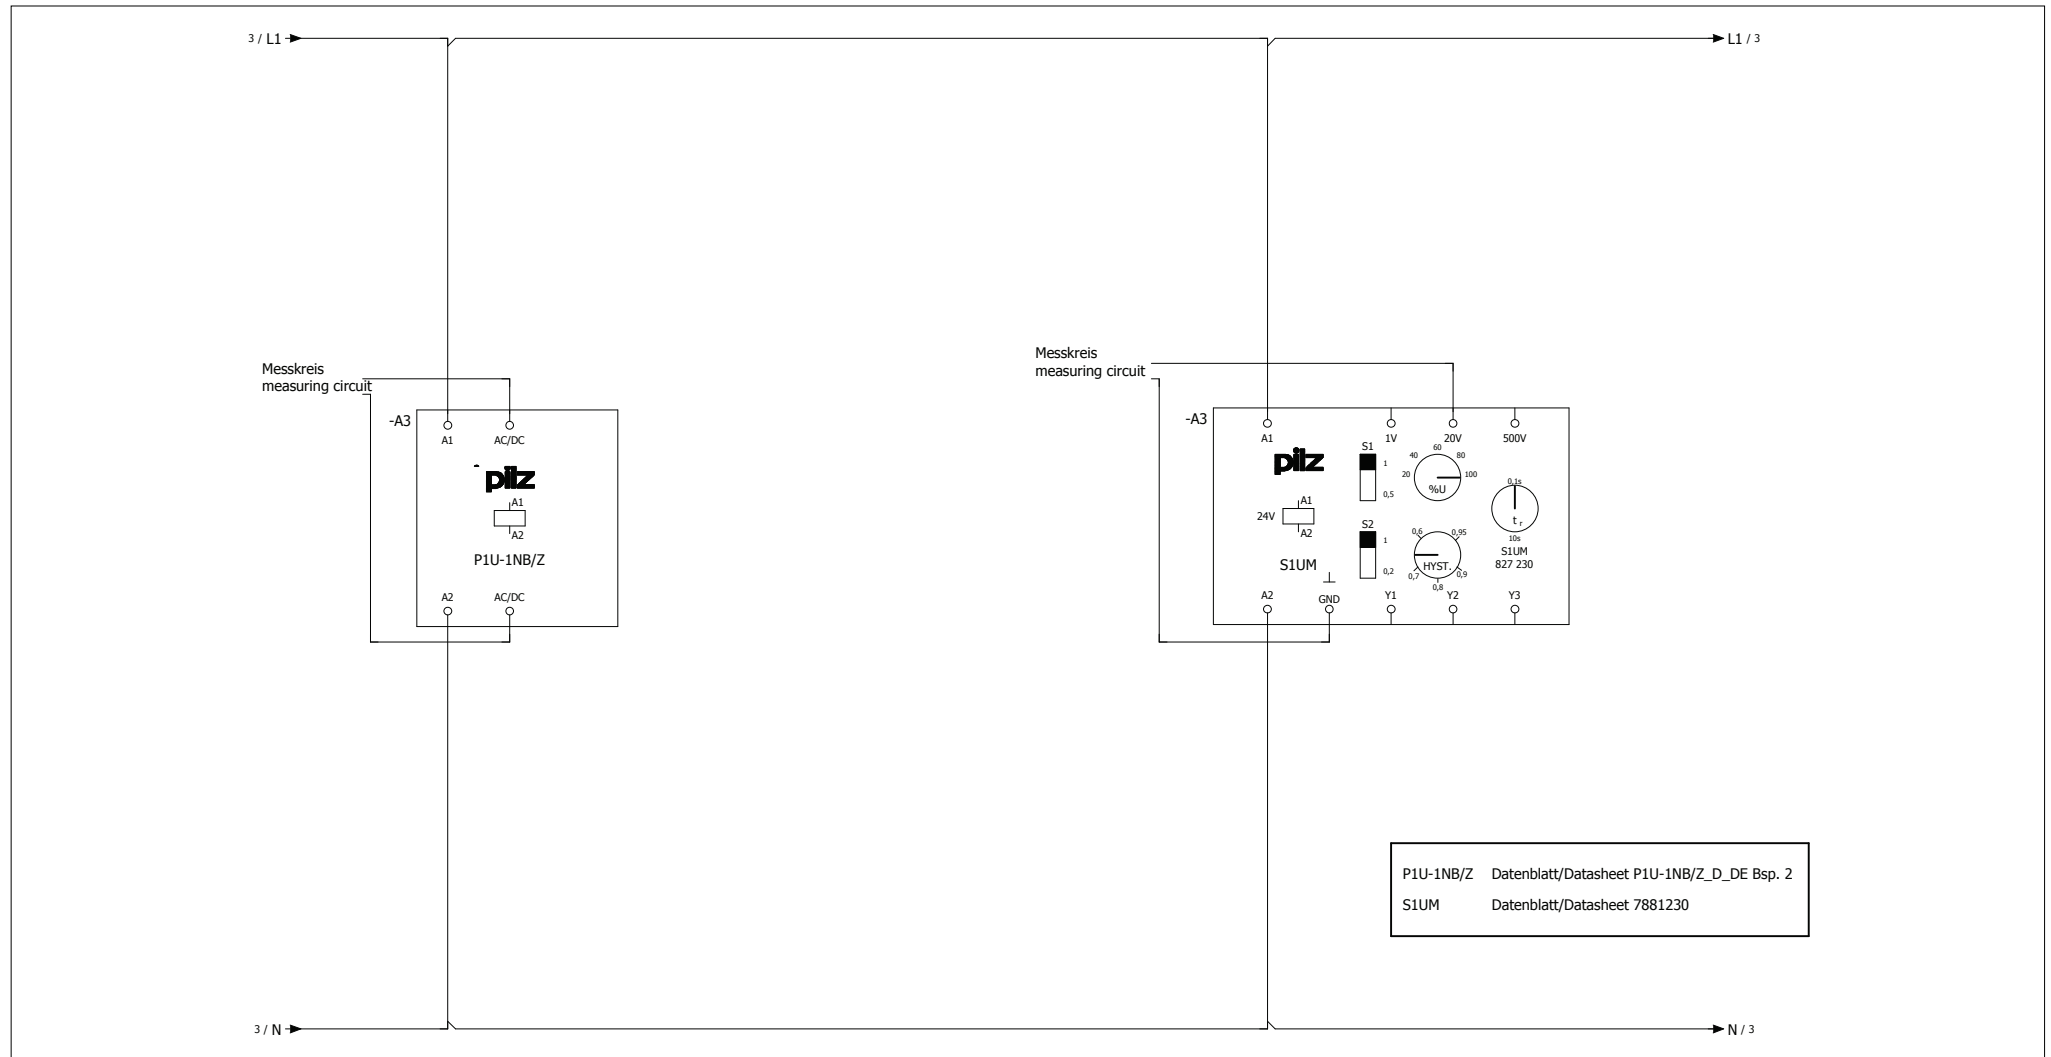 3 / L1
L1 / 3
Messkreis
measuring circuit
-A3
A1
AC/DC
pilz
A1
A2
P1U-1NB/Z
A2
AC/DC
Messkreis
measuring circuit
-A3
A1
1V
20V
500V
pilz
S1
1
0,5
20
40
60
80
100
%U
0,1s
t r
10s
S1UM
827 230
24V
A1
A2
S1UM
S2
1
0,2
0,6
0,95
0,7
0,8
0,9
HYST.
A2
GND
Y1
Y2
Y3
P1U-1NB/Z Datenblatt/Datasheet P1U-1NB/Z_D_DE Bsp. 2
S1UM Datenblatt/Datasheet 7881230
3 / N
N / 3